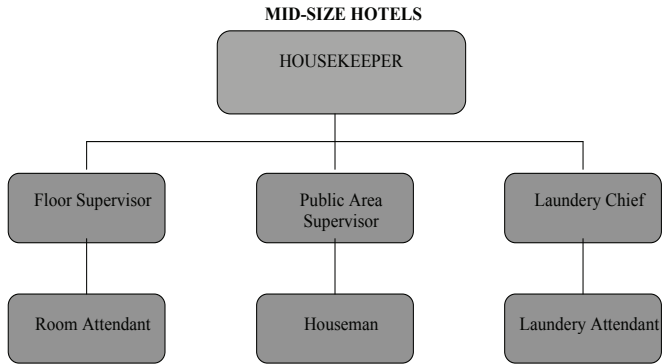 MID-SIZE HOTELS
HOUSEKEEPER
Floor Supervisor
Public Area
Supervisor
Laundery Chief
Room Attendant
Houseman
Laundery Attendant